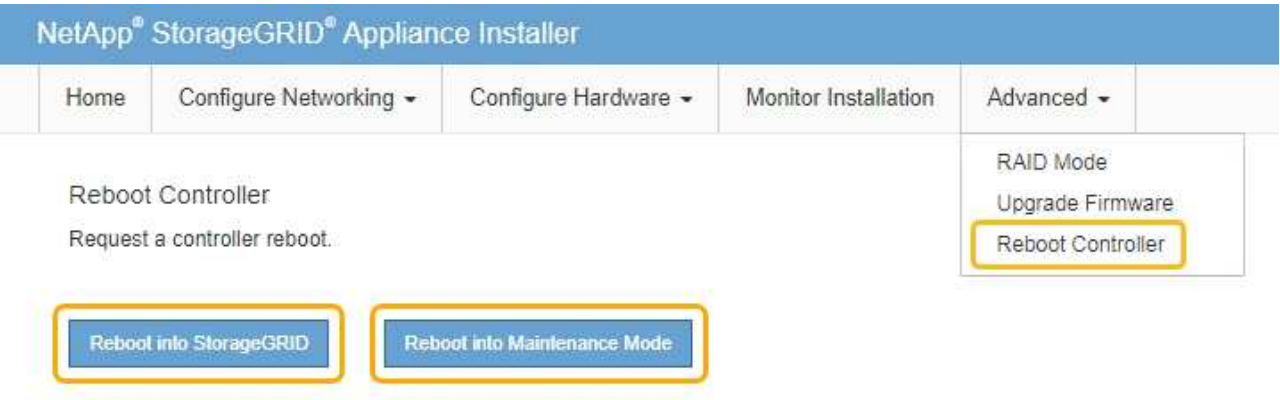 NetApp® StorageGRID® Appliance Installer
Home Configure Networking Configure Hardware Monitor Installation Advanced
RAID Mode
Upgrade Firmware
Reboot Controller
Reboot Controller
Request a controller reboot.
Reboot into StorageGRID Reboot into Maintenance Mode